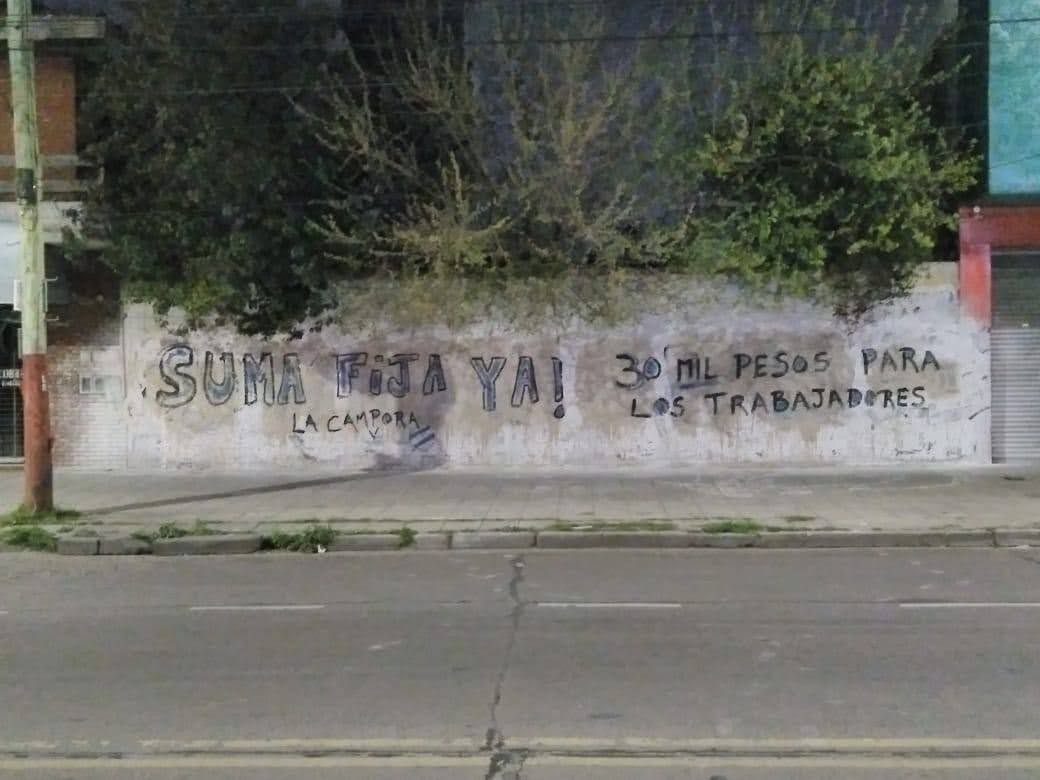 SUMA FiJA YA!
LA CAMPORA
30 MIL PESOS PARA
LOS TRABAJADORES